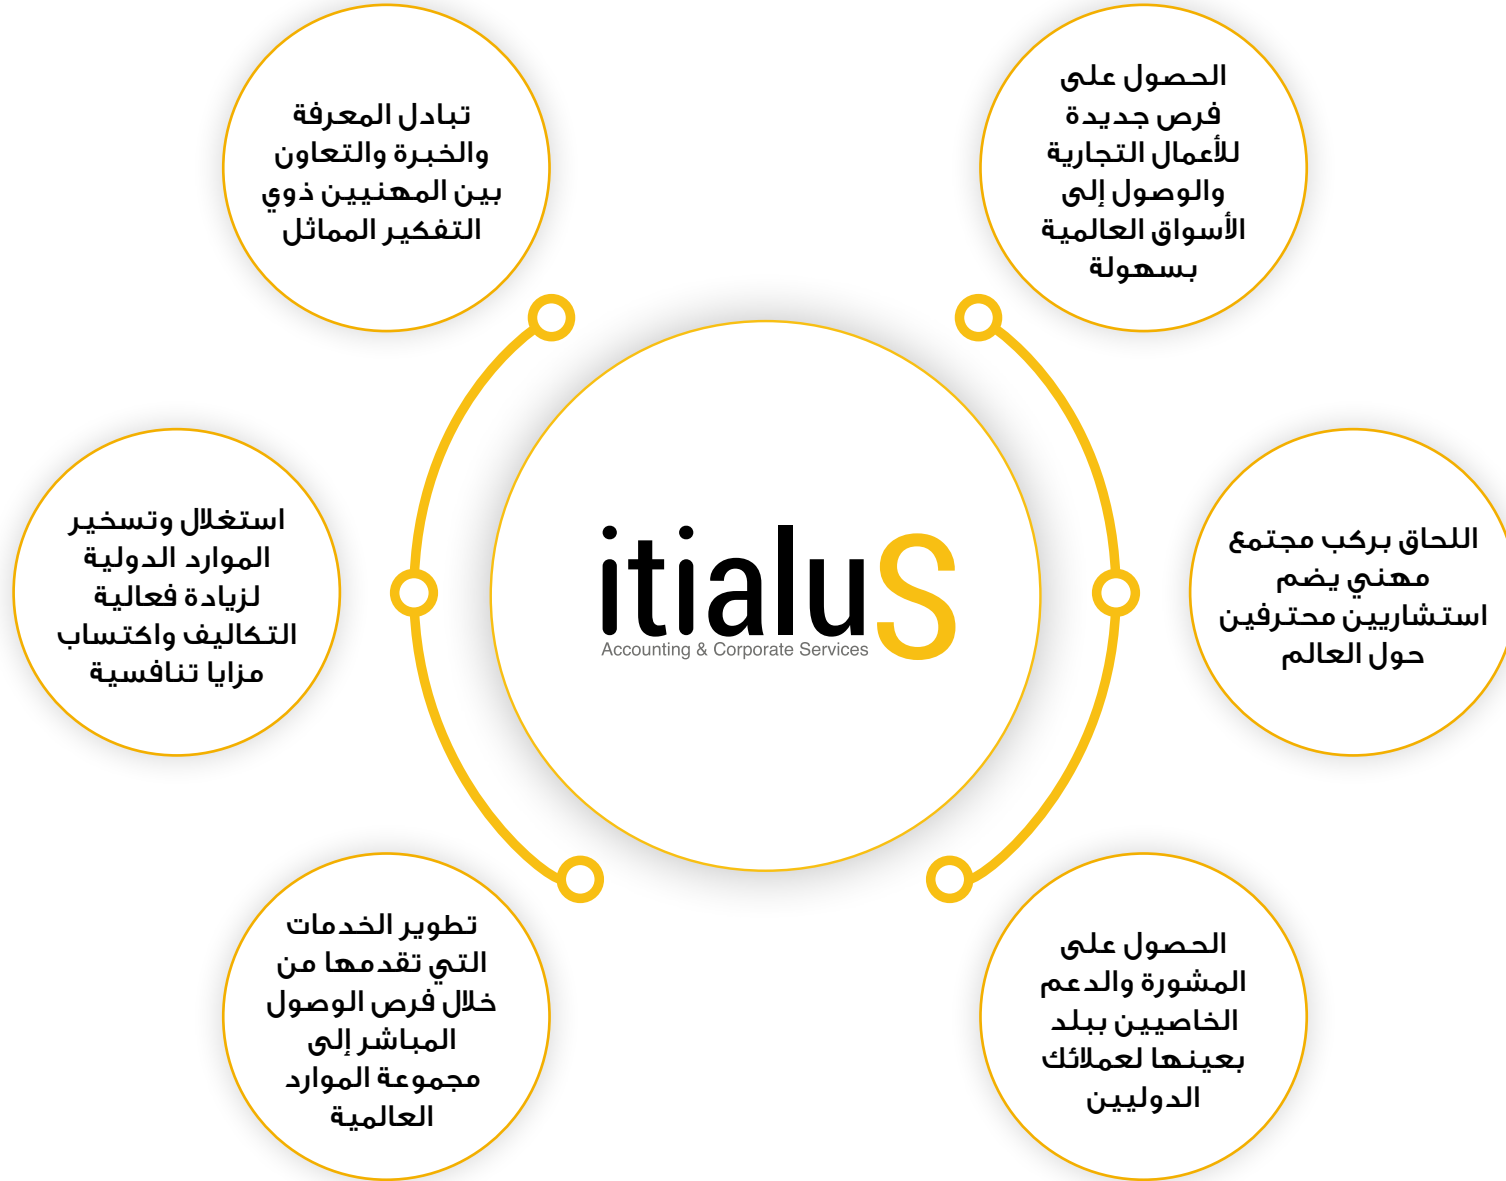 الحصول على
فرص جديدة
للأعمال التجارية
والوصول إلى
الأسواق العالمية
بسهولة
تبادل المعرفة
والخبرة والتعاون
بين المهنيين ذوي
التفكير المماثل
اللحاق بركب مجتمع
مهني يضم
استشاريين محترفين
حول العالم
itialuS
Accounting & Corporate Services
استغلال وتسخير
الموارد الدولية
لزيادة فعالية
التكاليف واكتساب
مزايا تنافسية
الحصول على
المشورة والدعم
الخاصيين ببلد
بعينها لعملائك
الدوليين
تطوير الخدمات
التي تقدمها من
خلال فرص الوصول
المباشر إلى
مجموعة الموارد
العالمية